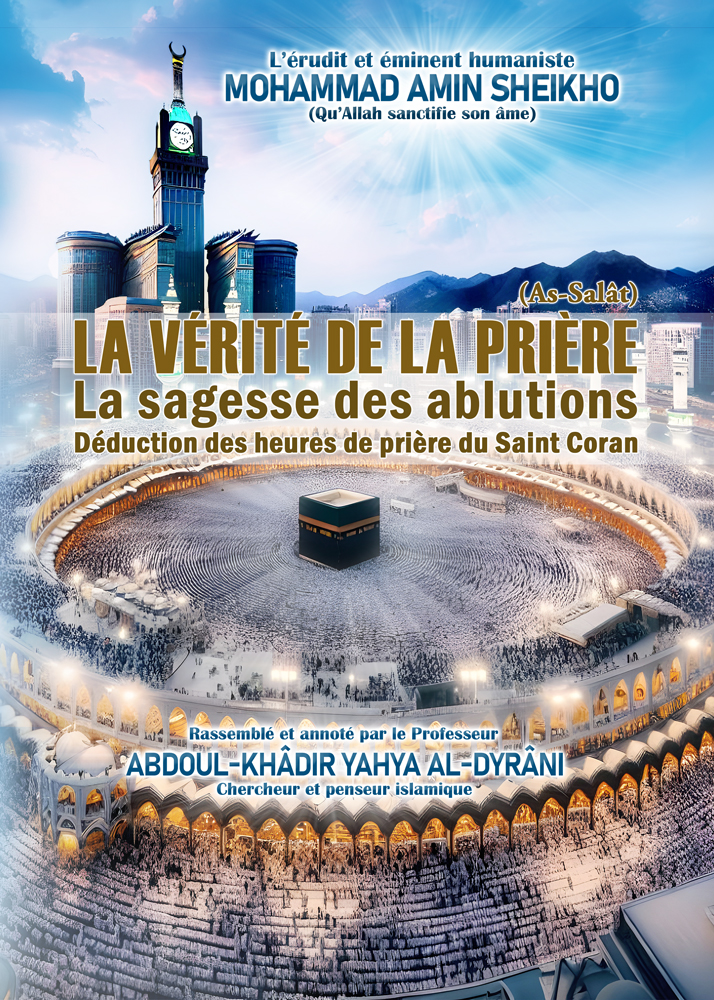 L'érudit et éminent humaniste
MOHAMMAD AMIN SHEIKHO
(Qu'Allah sanctifie son âme)
(As-Salât)
LA VÉRITÉ DE LA PRIÈRE
La sagesse des ablutions
Déduction des heures de prière du Saint Coran
Rassemblé et annoté par le Professeur
ABDOUL-KHÂDIR YAHYA AL-DYRÂNI
Chercheur et penseur islamique